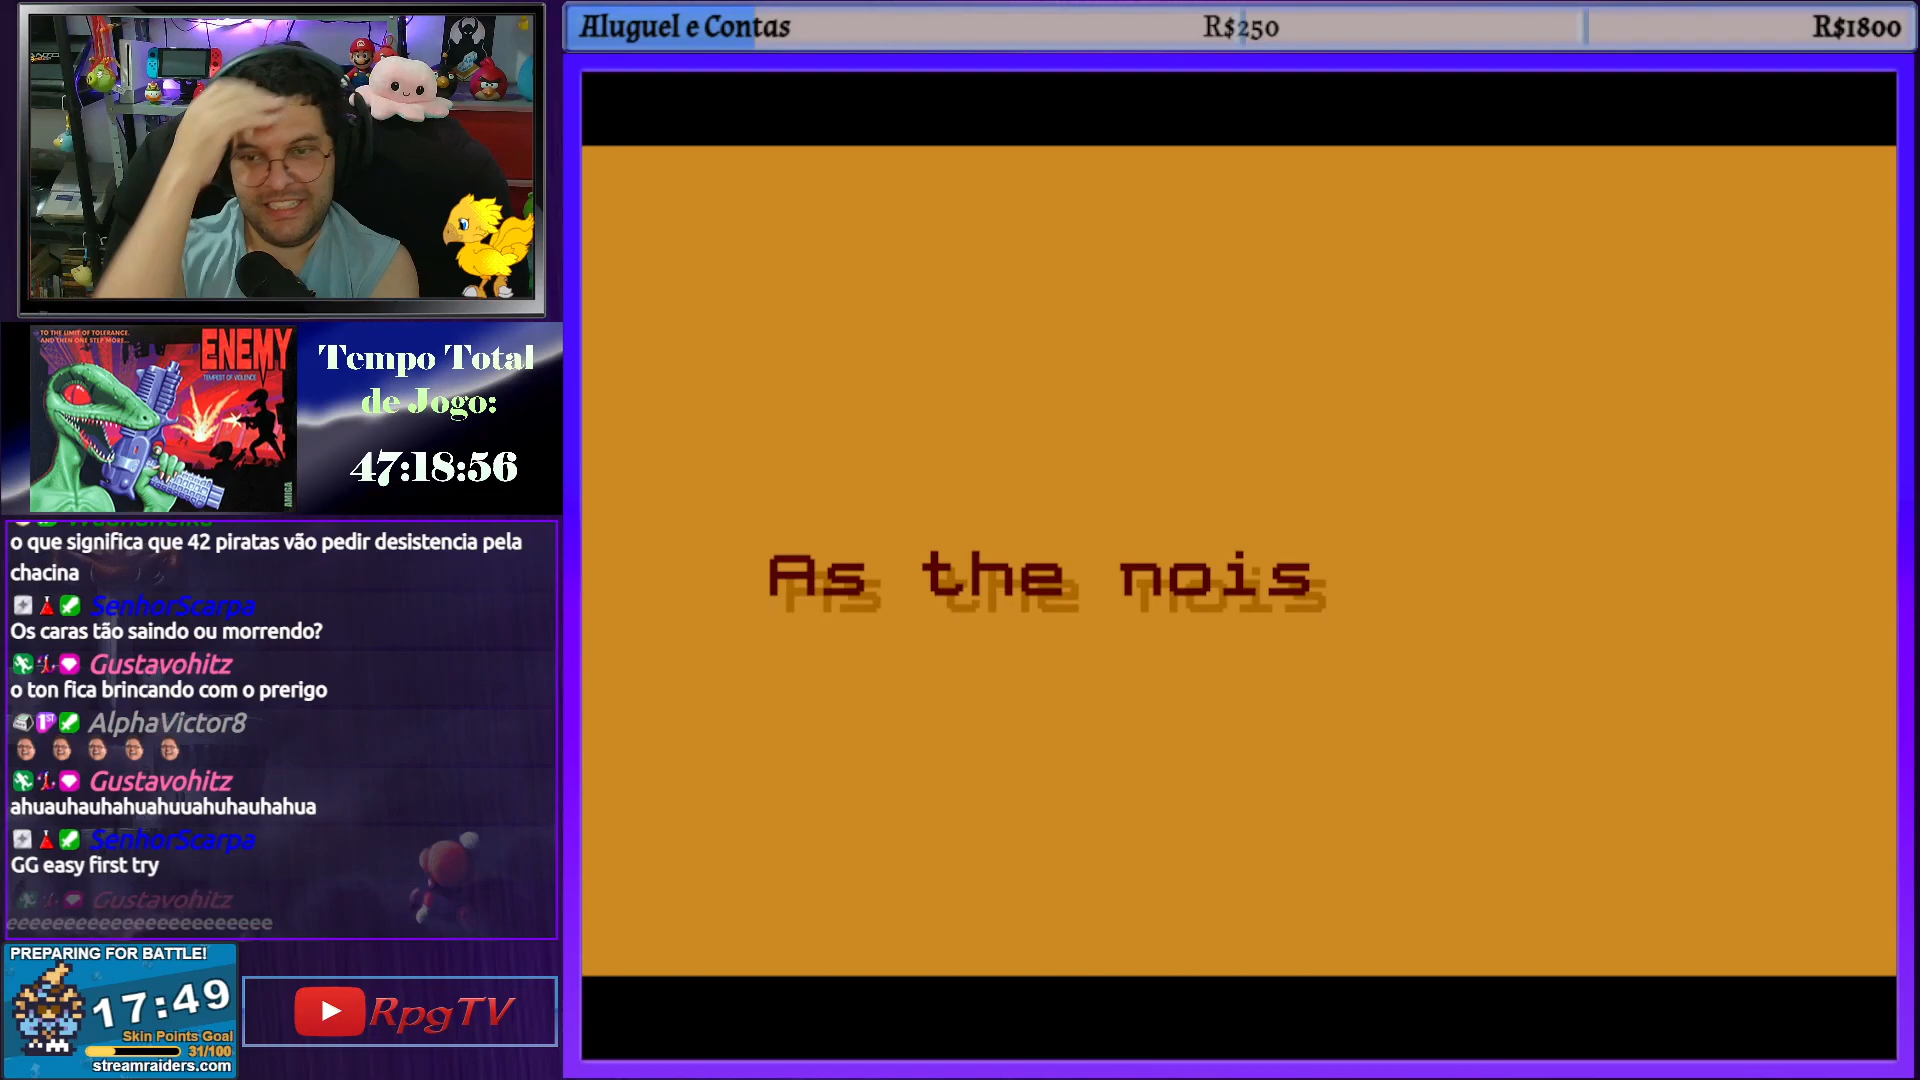 Aluguel e Contas R$250 R$1800
TO THE LIMIT OF TOLERANCE.
AND THEN ONE STEP MORE...
ENEMY
TEMPEST OF VIOLENCE
AMIGA
Tempo Total
de Jogo:
47:18:56
As the nois
o que significa que 42 piratas vão pedir desistencia pela
chacina
SenhorScarpa
Os caras tão saindo ou morrendo?
Gustavohitz
o ton fica brincando com o prerigo
1ST AlphaVictor8
Gustavohitz
ahuauhauhahuahuuahuhauhahua
SenhorScarpa
GG easy first try
Gustavohitz
eeeeeeeeeeeeeeeeeeeeeee
PREPARING FOR BATTLE!
17:49
Skin Points Goal
31/100
streamraiders.com
RpgTV